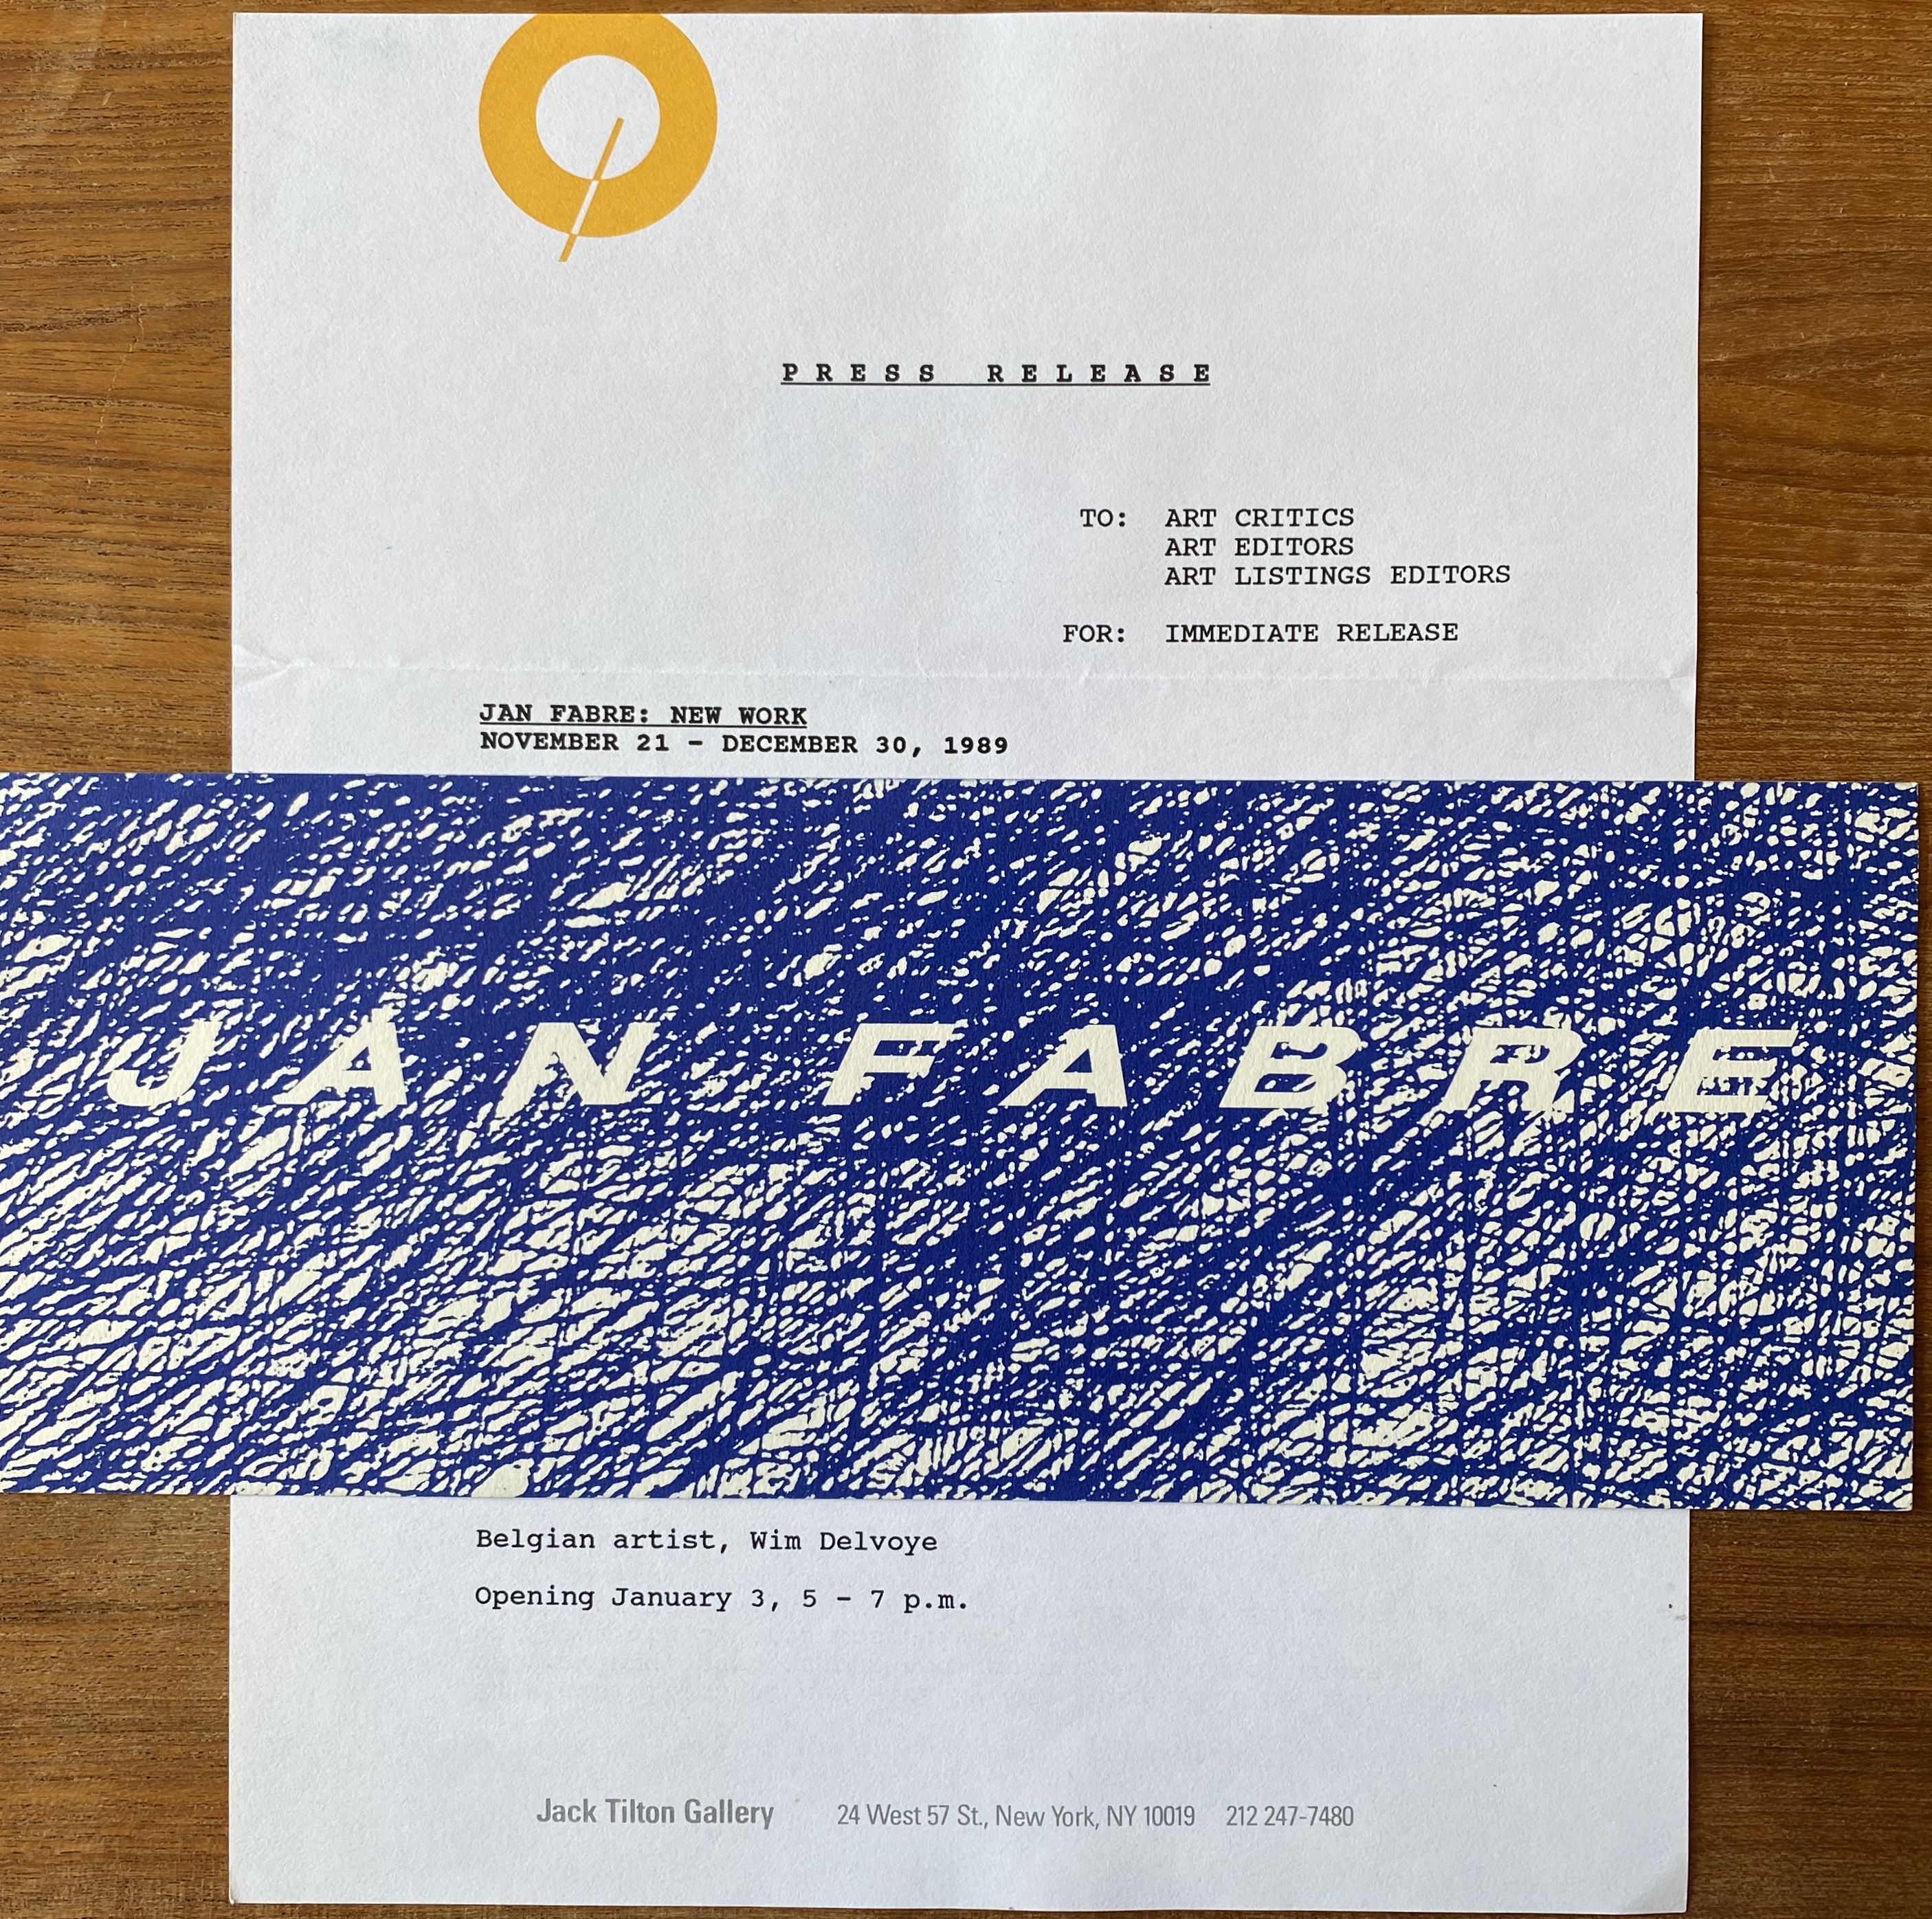 PRESS RELEASE
TO: ART CRITICS
ART EDITORS
ART LISTINGS EDITORS
FOR: IMMEDIATE RELEASE
JAN FABRE: NEW WORK
NOVEMBER 21 - DECEMBER 30, 1989
JAN FABRE
Belgian artist, Wim Delvoye
Opening January 3, 5 - 7 p.m.
Jack Tilton Gallery 24 West 57 St., New York, NY 10019 212 247-7480